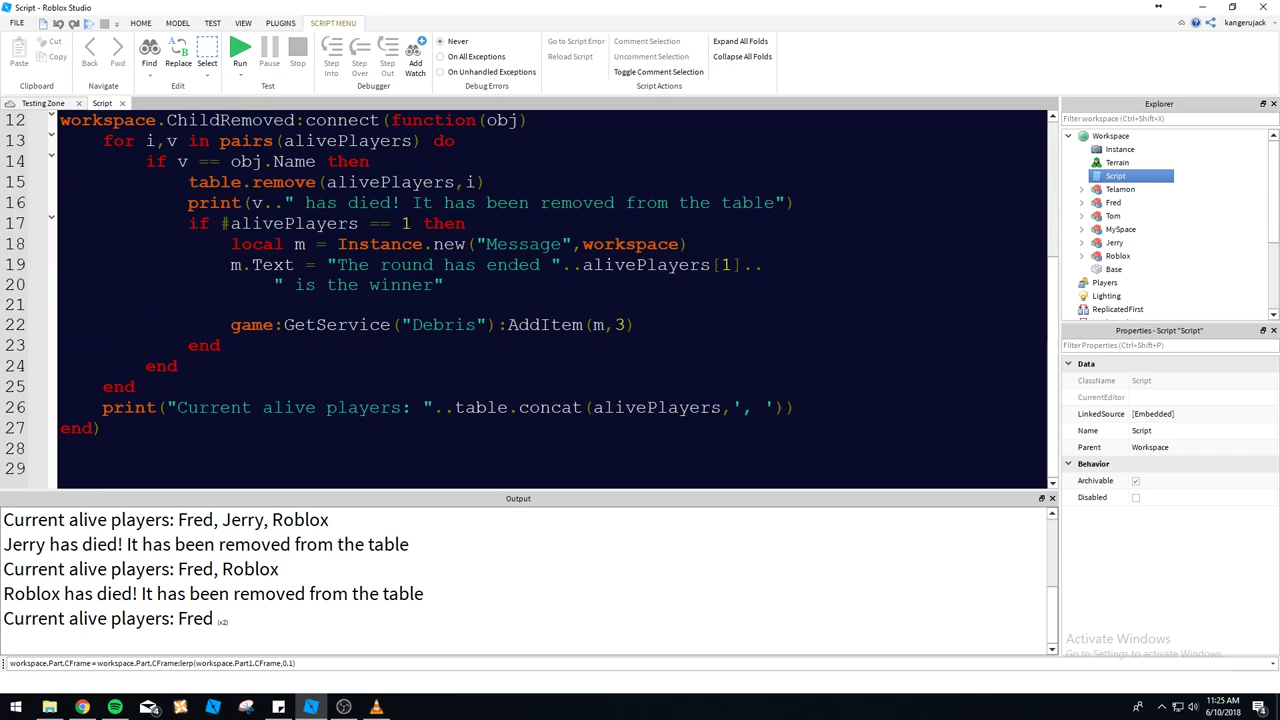 Script - Roblox Studio
FILE HOME MODEL TEST VIEW PLUGINS SCRIPT MENU kangerujack
Paste Cut Copy
Clipboard
Back Fwd
Navigate
Find Replace Select
Edit
Run Pause Stop
Test
Step Into Step Over Step Out Add Watch
Debugger
Never
On All Exceptions
On Unhandled Exceptions
Debug Errors
Go to Script Error
Reload Script
Comment Selection
Uncomment Selection
Toggle Comment Selection
Expand All Folds
Collapse All Folds
Script Actions
Testing Zone Script
12 workspace.ChildRemoved:connect(function(obj)
13 for i,v in pairs(alivePlayers) do
14 if v == obj.Name then
15 table.remove(alivePlayers,i)
16 print(v.." has died! It has been removed from the table")
17 if #alivePlayers == 1 then
18 local m = Instance.new("Message",workspace)
19 m.Text = "The round has ended "..alivePlayers[1]..
20 " is the winner"
21
22 game:GetService("Debris"):AddItem(m,3)
23 end
24 end
25 end
26 print("Current alive players: "..table.concat(alivePlayers,', '))
27 end)
28
29
Explorer
Filter workspace (Ctrl+Shift+X)
Workspace
Instance
Terrain
Script
Telamon
Fred
Tom
MySpace
Jerry
Roblox
Base
Players
Lighting
ReplicatedFirst
Properties - Script "Script"
Filter Properties (Ctrl+Shift+P)
Data
ClassName Script
CurrentEditor
LinkedSource [Embedded]
Name Script
Parent Workspace
Behavior
Archivable
Disabled
Output
Current alive players: Fred, Jerry, Roblox
Jerry has died! It has been removed from the table
Current alive players: Fred, Roblox
Roblox has died! It has been removed from the table
Current alive players: Fred (x2)
Activate Windows
Go to Settings to activate Windows.
workspace.Part.CFrame = workspace.Part.CFrame:lerp(workspace.Part1.CFrame,0.1)
4
11:25 AM
6/10/2018
4